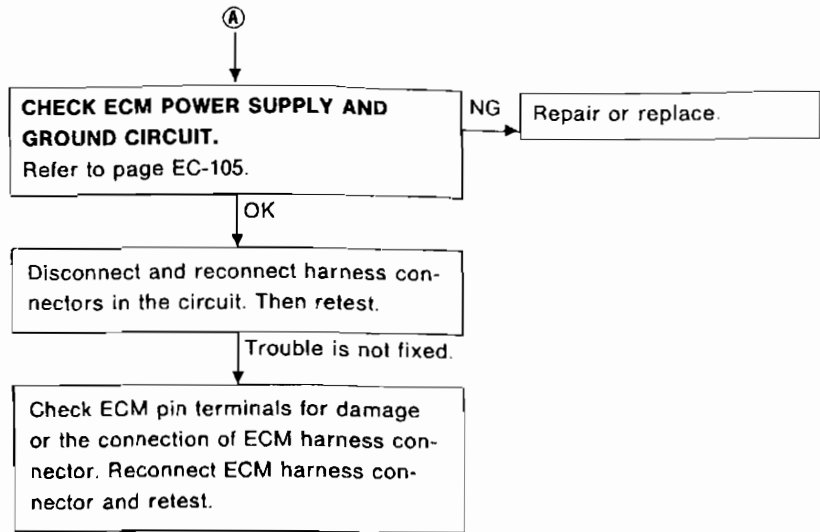 Ⓐ
CHECK ECM POWER SUPPLY AND
GROUND CIRCUIT.
Refer to page EC-105.
NG
Repair or replace.
OK
Disconnect and reconnect harness con-
nectors in the circuit. Then retest.
Trouble is not fixed.
Check ECM pin terminals for damage
or the connection of ECM harness con-
nector. Reconnect ECM harness con-
nector and retest.